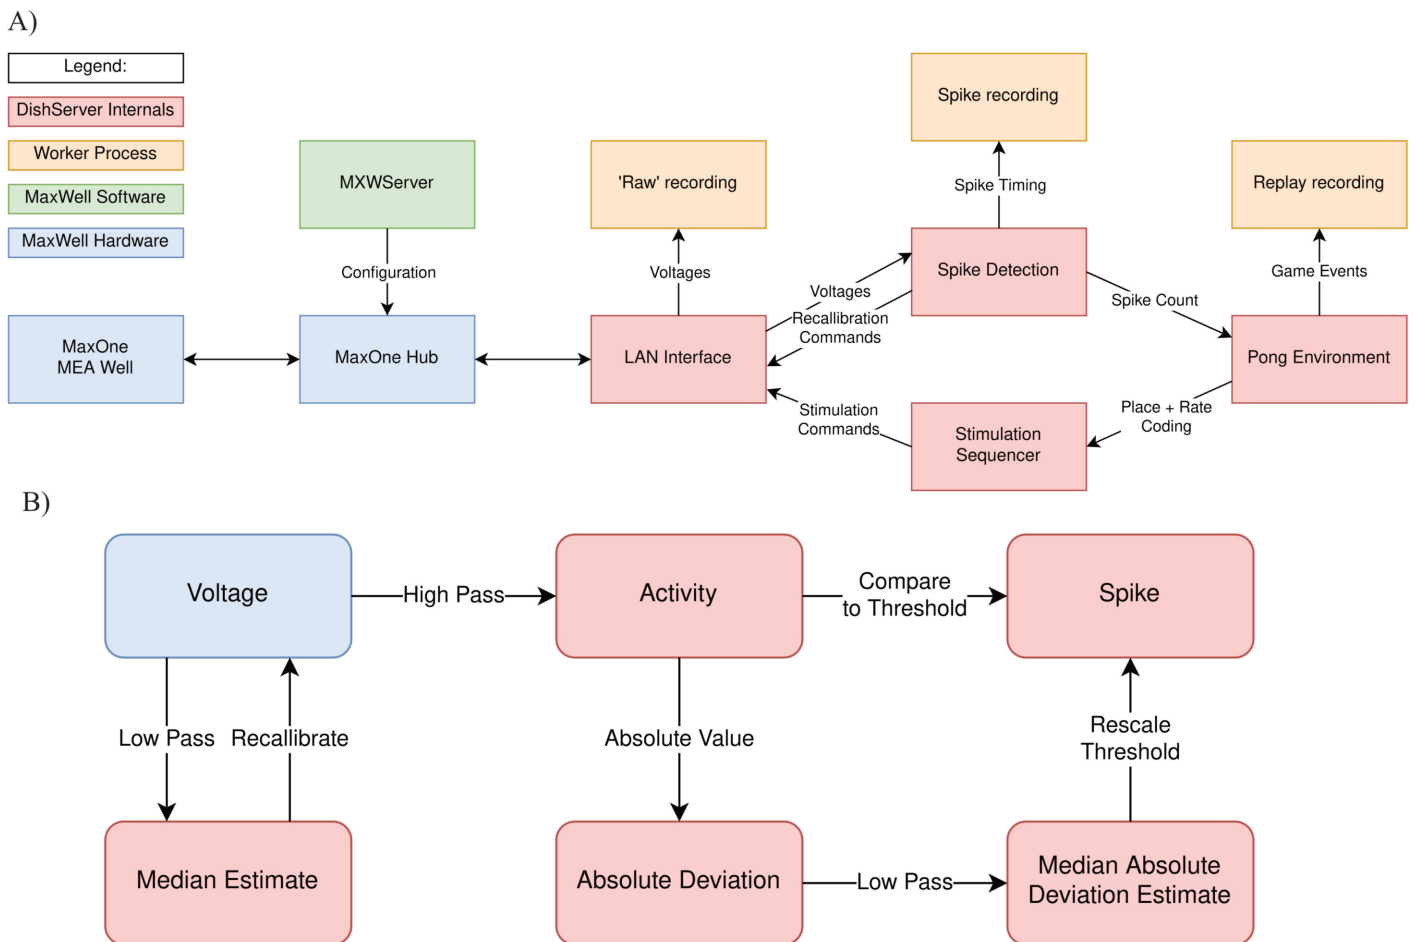 A)
Legend:
DishServer Internals
Worker Process
MaxWell Software
MaxWell Hardware
MXWServer
'Raw' recording
Spike recording
Replay recording
Configuration
Voltages
Spike Timing
Game Events
Voltages
Recallibration
Commands
Spike Detection
Spike Count
MaxOne
MEA Well
MaxOne Hub
LAN Interface
Pong Environment
Stimulation
Commands
Stimulation
Sequencer
Place + Rate
Coding
B)
Voltage
High Pass
Activity
Compare
to Threshold
Spike
Low Pass
Recallibrate
Absolute Value
Rescale
Threshold
Median Estimate
Absolute Deviation
Low Pass
Median Absolute
Deviation Estimate